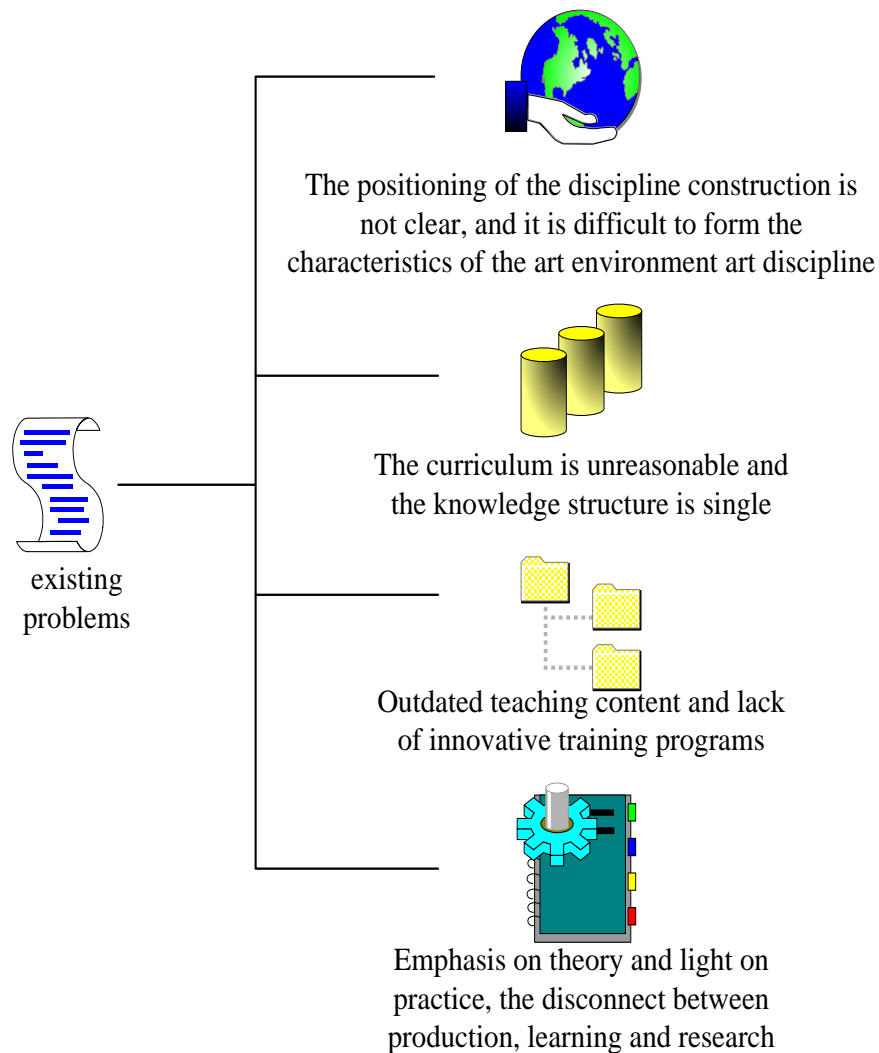 The positioning of the discipline construction is
not clear, and it is difficult to form the
characteristics of the art environment art discipline
The curriculum is unreasonable and
the knowledge structure is single
existing
problems
Outdated teaching content and lack
of innovative training programs
Emphasis on theory and light on
practice, the disconnect between
production, learning and research